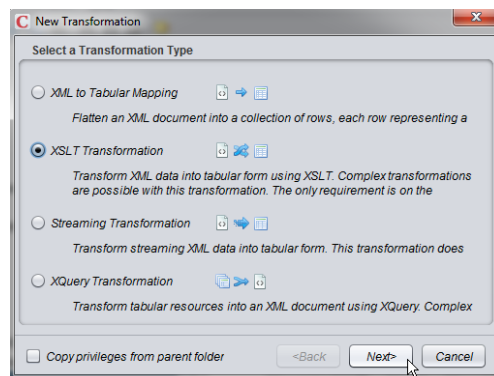 C New Transformation
Select a Transformation Type
XML to Tabular Mapping
Flatten an XML document into a collection of rows, each row representing a
XSLT Transformation
Transform XML data into tabular form using XSLT. Complex transformations
are possible with this transformation. The only requirement is on the
Streaming Transformation
Transform streaming XML data into tabular form. This transformation does
XQuery Transformation
Transform tabular resources into an XML document using XQuery. Complex
Copy privileges from parent folder <Back Next> Cancel